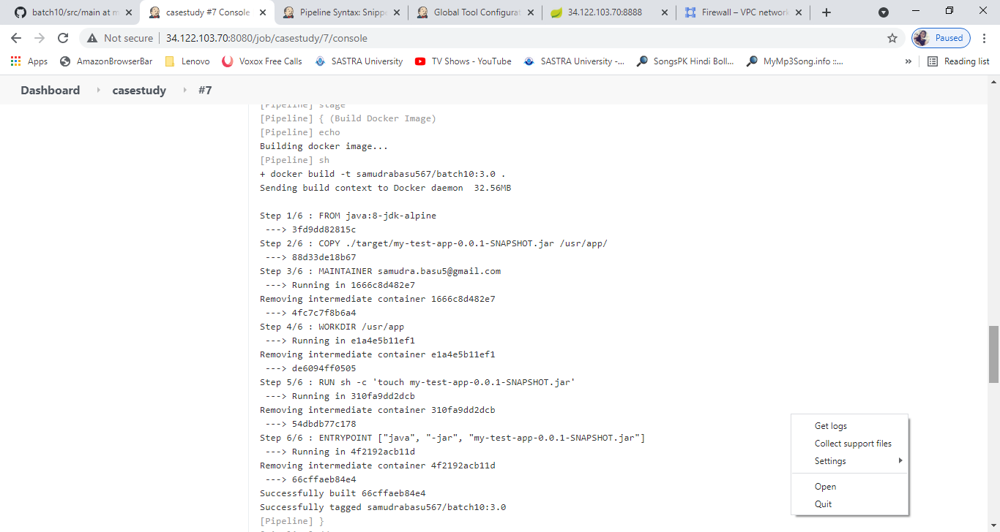 batch10/src/main at m
casestudy #7 Console
Pipeline Syntax: Snipp
Global Tool Configurat
34.122.103.70:8888
Firewall – VPC network
Not secure
34.122.103.70:8080/job/casestudy/7/console
Paused
Apps
AmazonBrowserBar
Lenovo
Voxox Free Calls
SASTRA University
TV Shows - YouTube
SASTRA University -...
SongsPK Hindi Boll...
MyMp3Song.info ::...
»
Reading list
Dashboard
casestudy
#7
[Pipeline] stage
[Pipeline] { (Build Docker Image)
[Pipeline] echo
Building docker image...
[Pipeline] sh
+ docker build -t samudrabasu567/batch10:3.0 .
Sending build context to Docker daemon  32.56MB
Step 1/6 : FROM java:8-jdk-alpine
---> 3fd9dd82815c
Step 2/6 : COPY ./target/my-test-app-0.0.1-SNAPSHOT.jar /usr/app/
---> 88d33de18b67
Step 3/6 : MAINTAINER samudra.basu5@gmail.com
---> Running in 1666c8d482e7
Removing intermediate container 1666c8d482e7
---> 4fc7c7f8b6a4
Step 4/6 : WORKDIR /usr/app
---> Running in e1a4e5b11ef1
Removing intermediate container e1a4e5b11ef1
---> de6094ff0505
Step 5/6 : RUN sh -c 'touch my-test-app-0.0.1-SNAPSHOT.jar'
---> Running in 310fa9dd2dcb
Removing intermediate container 310fa9dd2dcb
---> 54dbdb77c178
Step 6/6 : ENTRYPOINT ["java", "-jar", "my-test-app-0.0.1-SNAPSHOT.jar"]
---> Running in 4f2192acb11d
Removing intermediate container 4f2192acb11d
---> 66cffaeb84e4
Successfully built 66cffaeb84e4
Successfully tagged samudrabasu567/batch10:3.0
[Pipeline] }
Get logs
Collect support files
Settings
Open
Quit